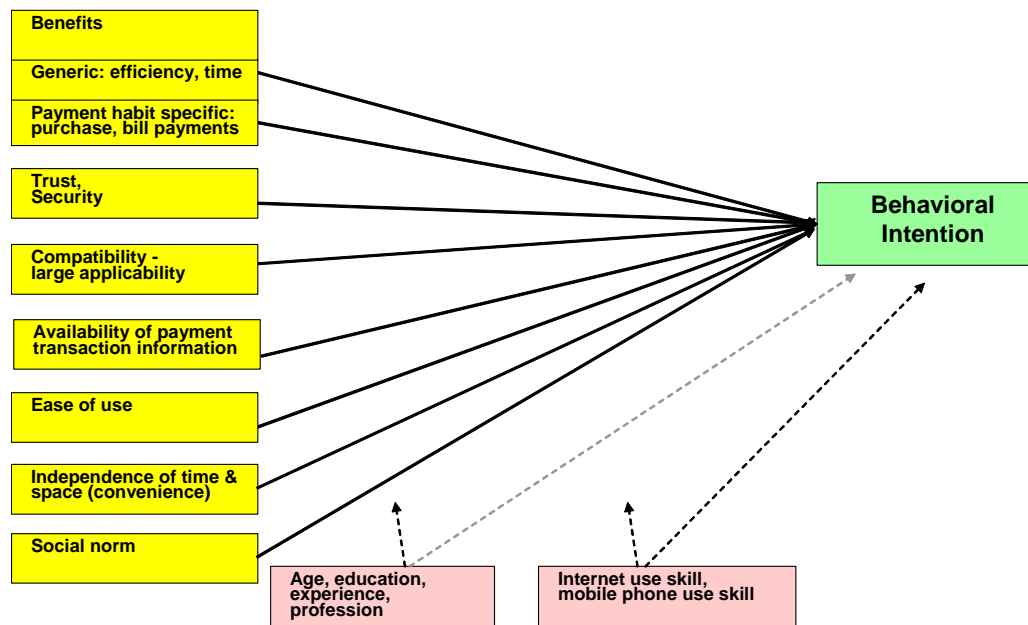 Benefits
Generic: efficiency, time
Payment habit specific:
purchase, bill payments
Trust,
Security
Compatibility -
large applicability
Availability of payment
transaction information
Ease of use
Independence of time &
space (convenience)
Social norm
Behavioral
Intention
Age, education,
experience,
profession
Internet use skill,
mobile phone use skill